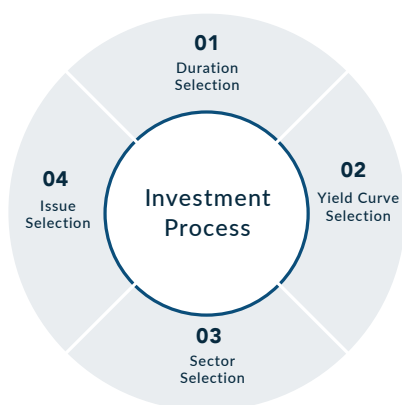 01
Duration
Selection
02
Yield Curve
Selection
03
Sector
Selection
04
Issue
Selection
Investment
Process